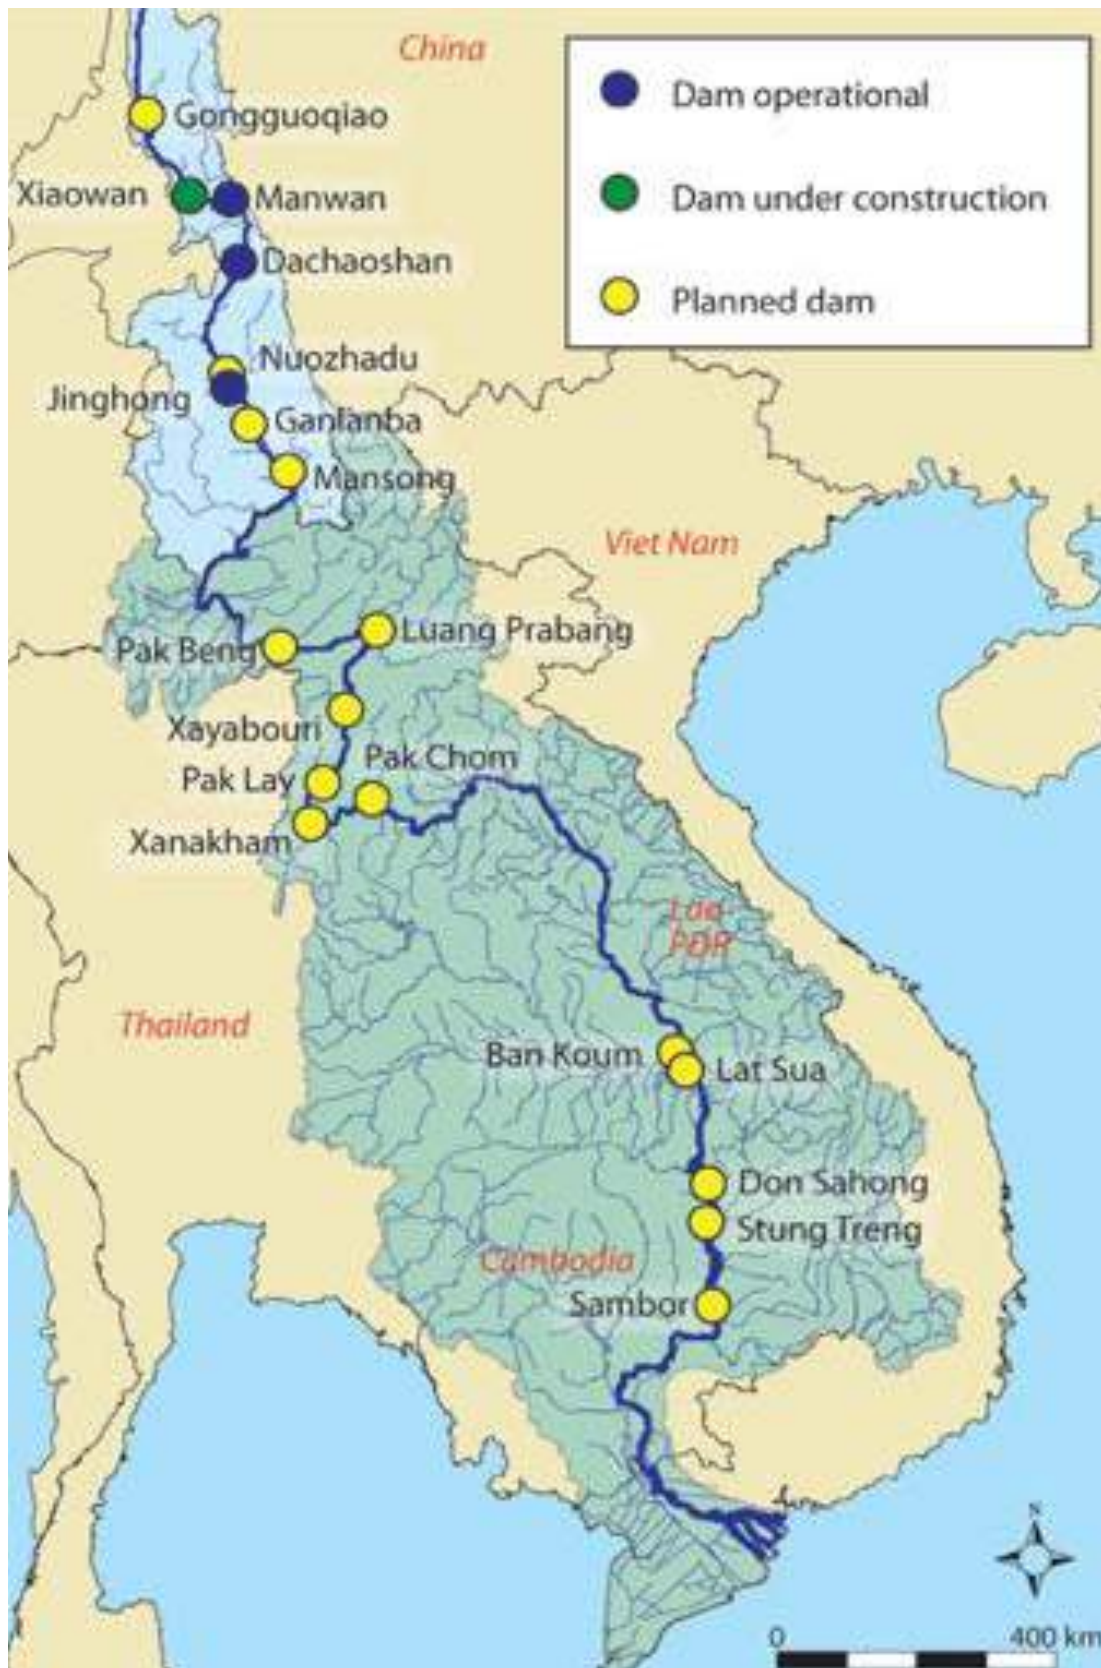 China
Dam operational
Gongguoqiao
Xiaowan
Manwan
Dam under construction
Dachaoshan
Planned dam
Nuozhadu
Jinghong
Ganlanba
Mansong
Viet Nam
Luang Prabang
Pak Beng
Xayabouri
Pak Chom
Pak Lay
Xanakham
Lao
PDR
Thailand
Ban Koum
Lat Sua
Don Sahong
Stung Treng
Cambodia
Sambor
N
0
400 km